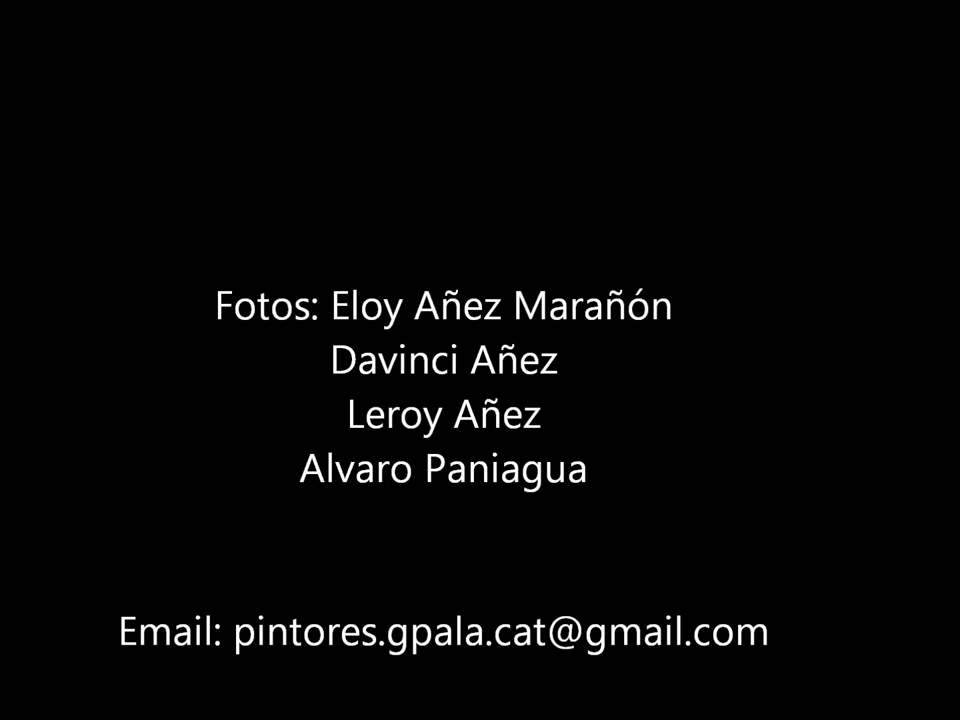 Fotos: Eloy Añez Marañón
Davinci Añez
Leroy Añez
Alvaro Paniagua
Email: pintores.gpala.cat@gmail.com